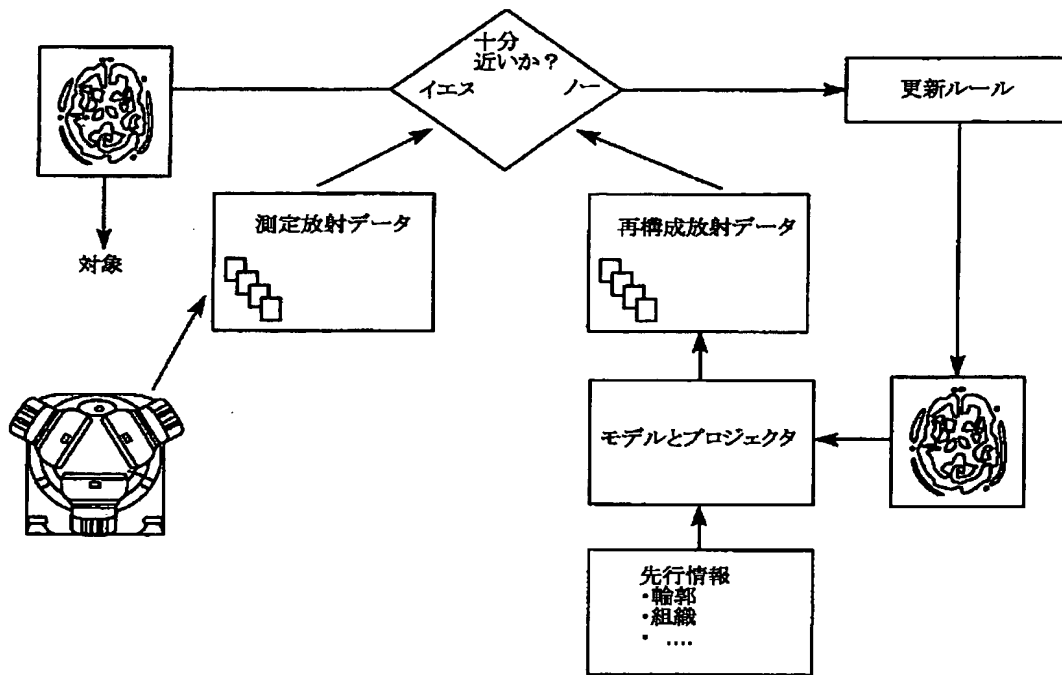 十分
近いか？
イエス
ノー
更新ルール
測定放射データ
再構成放射データ
対象
モデルとプロジェクタ
先行情報
・輪郭
・組織
・ ....